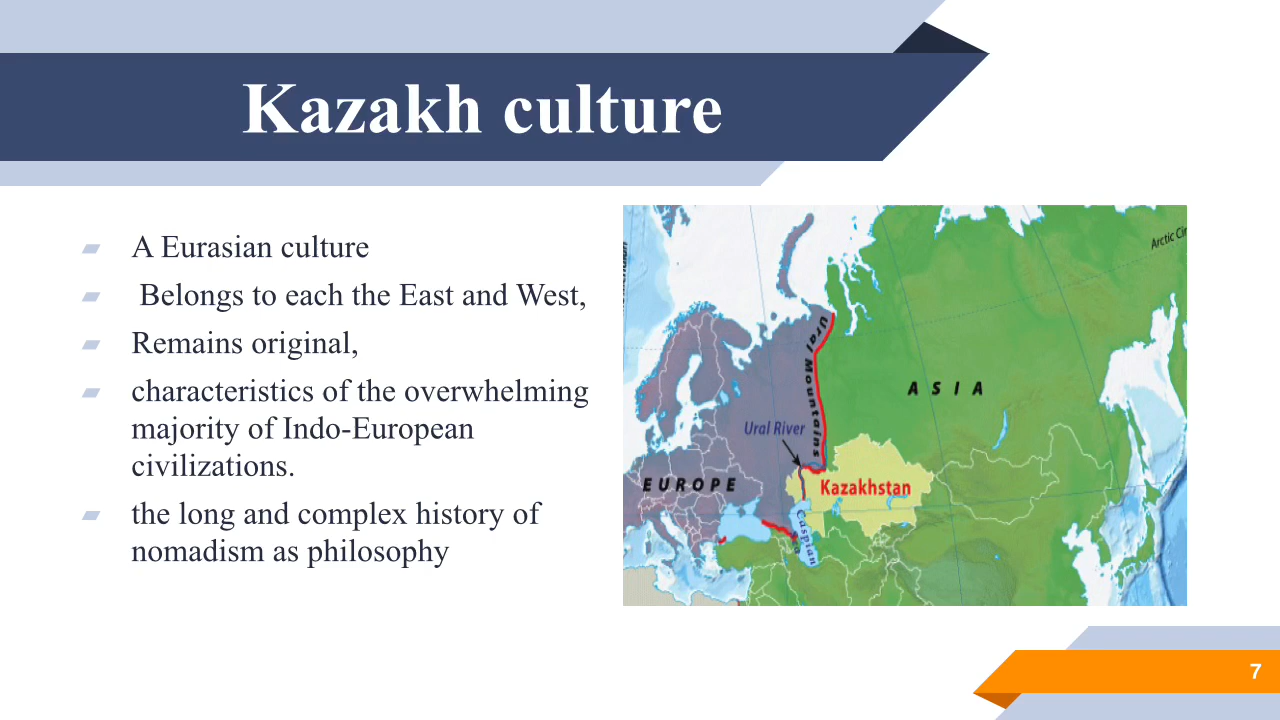 Kazakh culture
A Eurasian culture
Belongs to each the East and West,
Remains original,
characteristics of the overwhelming
majority of Indo-European
civilizations.
the long and complex history of
nomadism as philosophy
Arctic Cir
Ural Mountains
ASIA
Ural River
EUROPE
Kazakhstan
Caspian
Sea
7